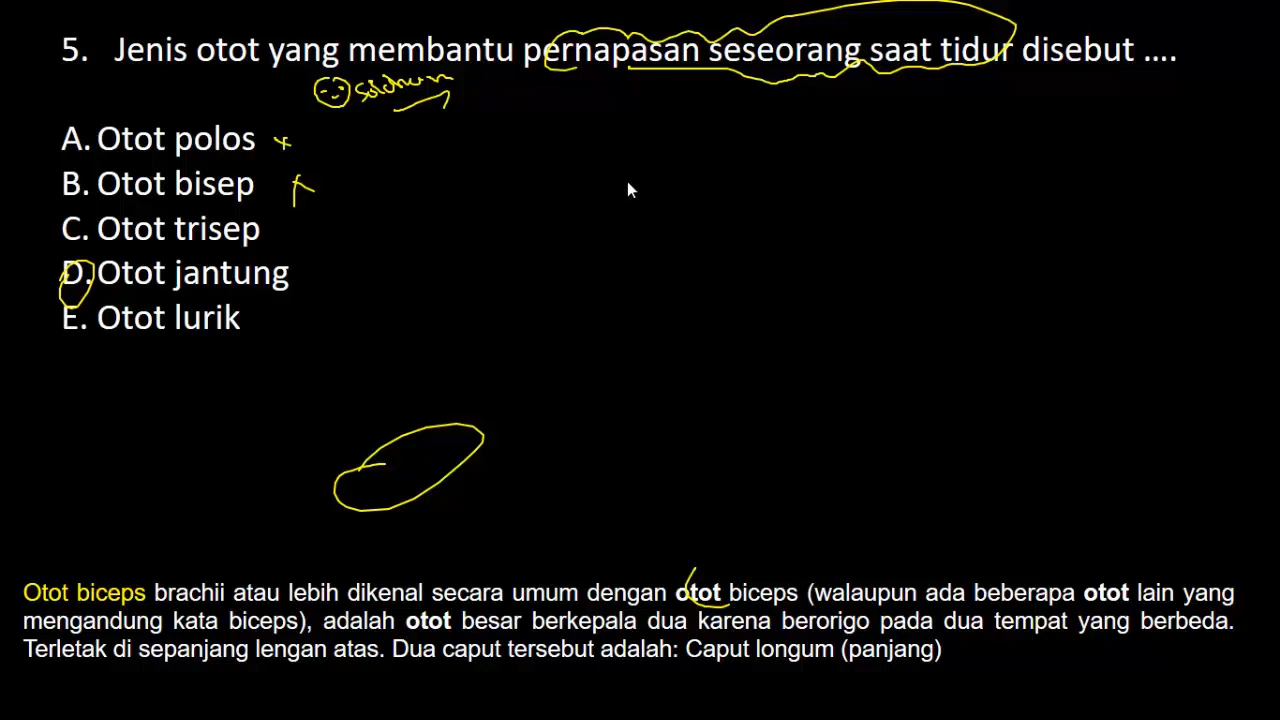 5. Jenis otot yang membantu pernapasan seseorang saat tidur disebut ....
A. Otot polos
B. Otot bisep
C. Otot trisep
D. Otot jantung
E. Otot lurik
Otot biceps brachii atau lebih dikenal secara umum dengan otot biceps (walaupun ada beberapa otot lain yang
mengandung kata biceps), adalah otot besar berkepala dua karena berorigo pada dua tempat yang berbeda.
Terletak di sepanjang lengan atas. Dua caput tersebut adalah: Caput longum (panjang)